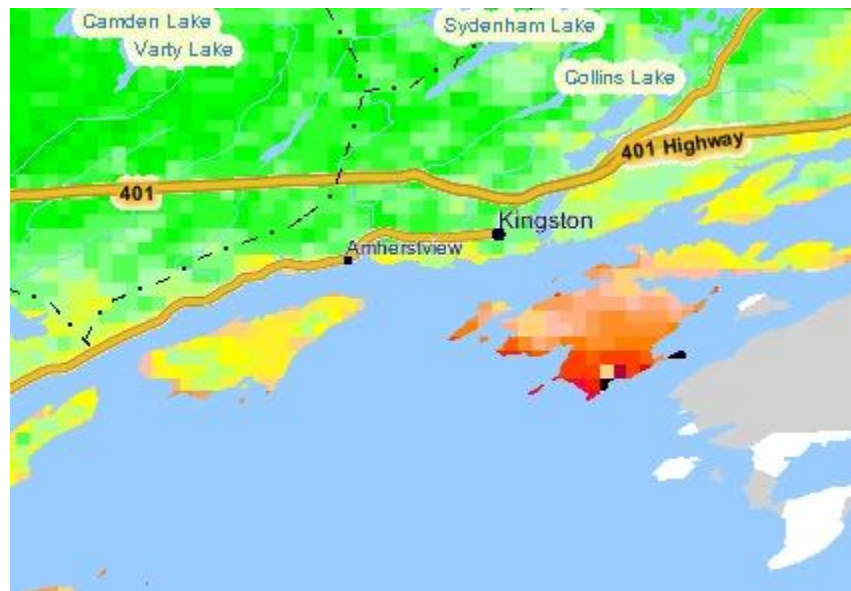 Camden Lake
Varty Lake
Sydenham Lake
Collins Lake
401 Highway
401
Kingston
Amherstview